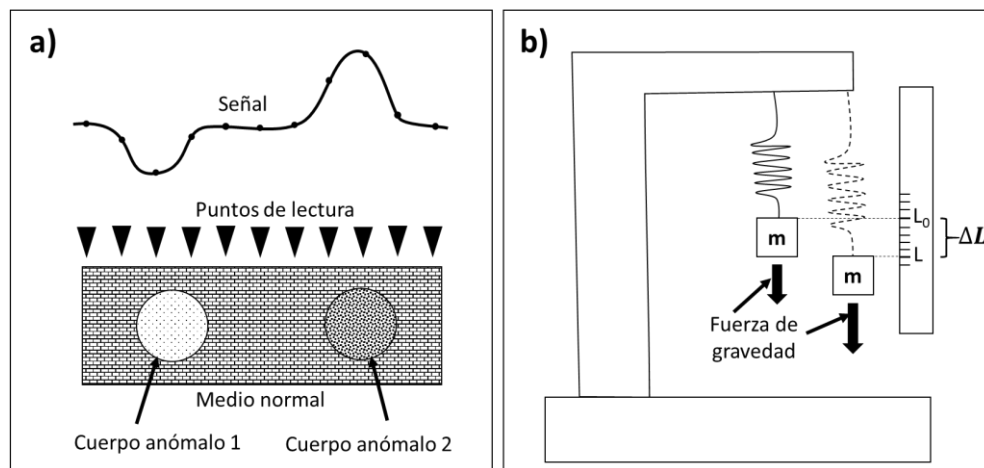 a)
Señal
Puntos de lectura
Medio normal
Cuerpo anómalo 1
Cuerpo anómalo 2
b)
L₀
ΔL
L
m
m
Fuerza de
gravedad